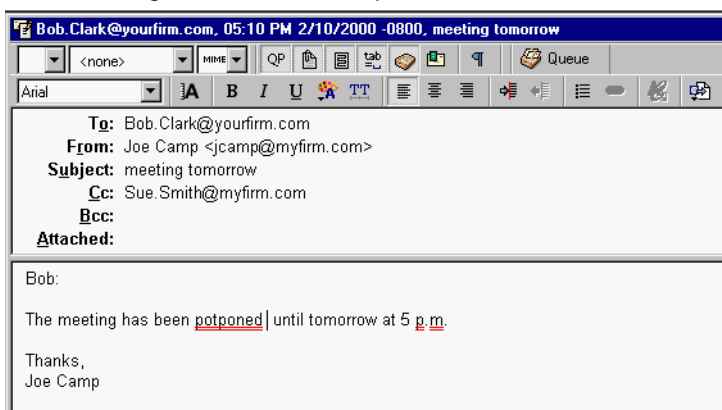 Bob.Clark@yourfirm.com, 05:10 PM 2/10/2000 -0800, meeting tomorrow
<none> MIME QP tab Queue
Arial A B I U A TT
To: Bob.Clark@yourfirm.com
From: Joe Camp <jcamp@myfirm.com>
Subject: meeting tomorrow
Cc: Sue.Smith@myfirm.com
Bcc:
Attached:
Bob:
The meeting has been potponed until tomorrow at 5 p.m.
Thanks,
Joe Camp